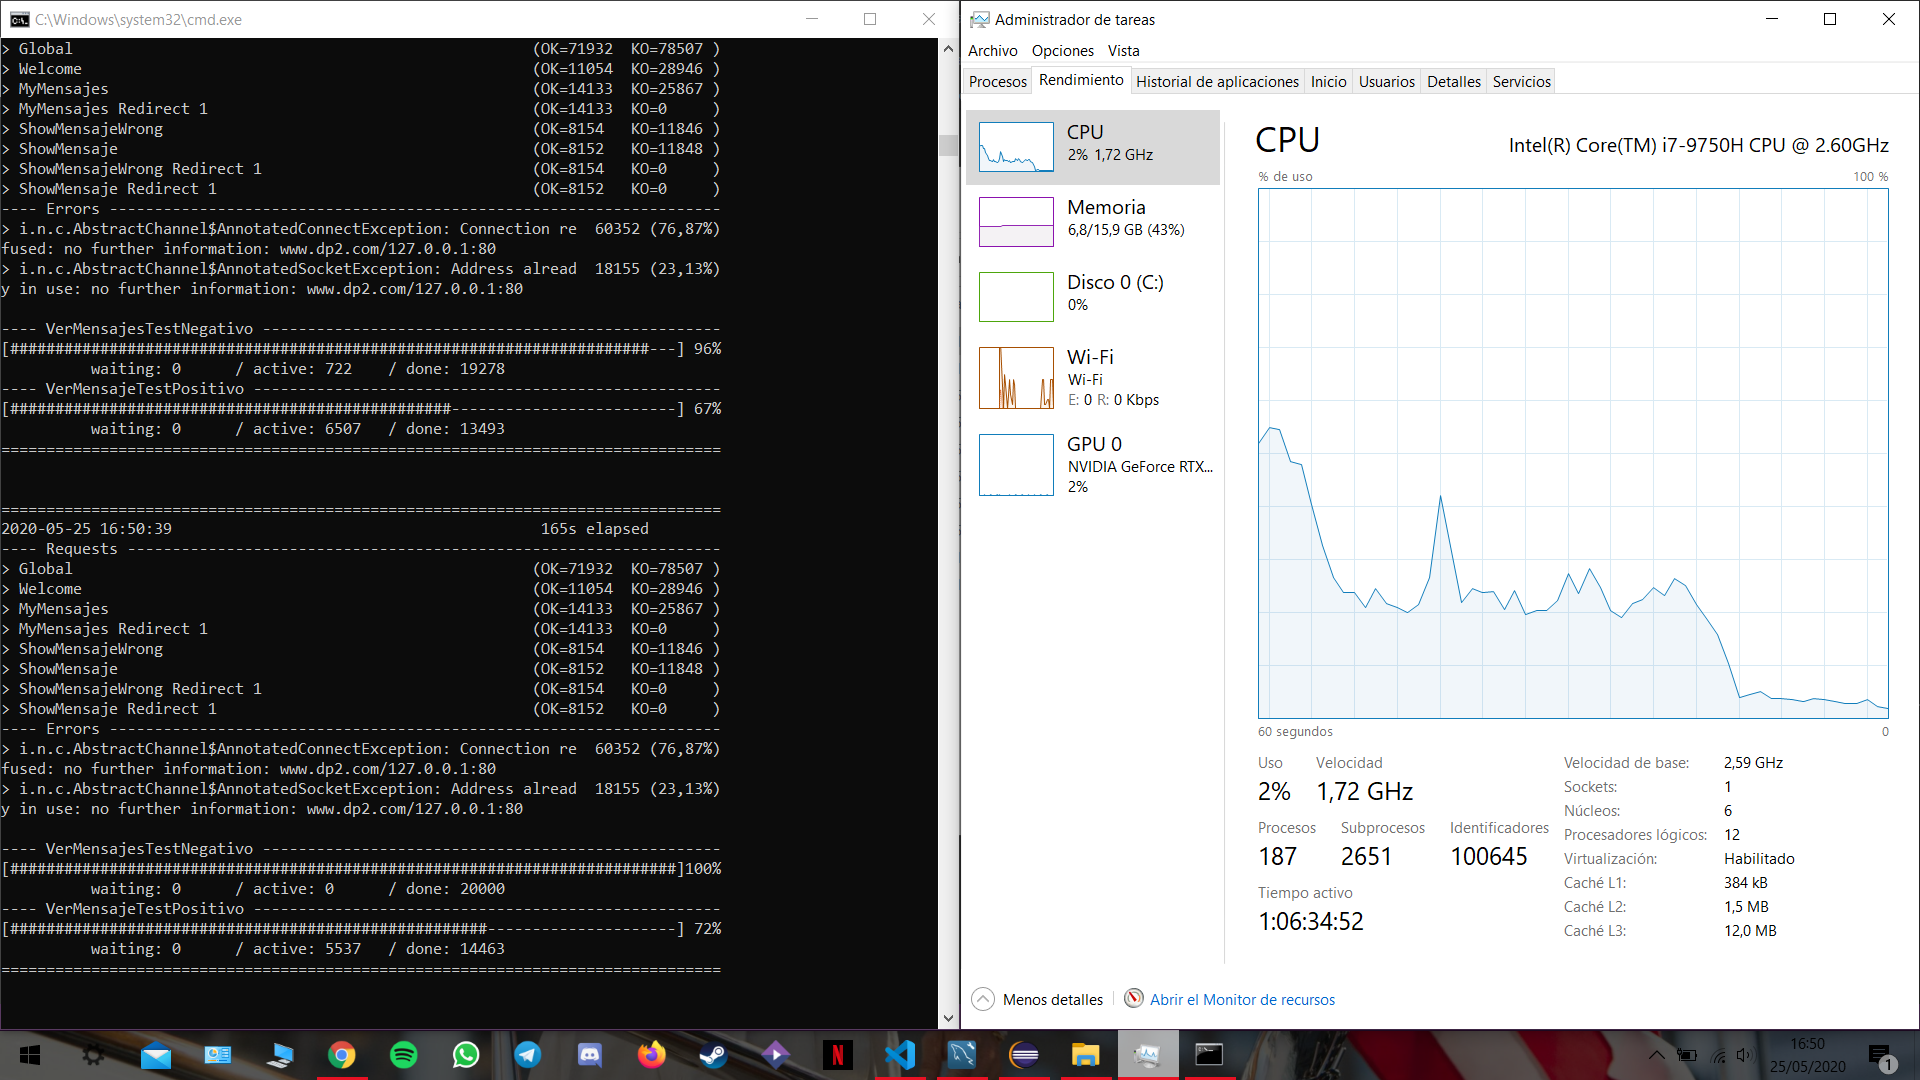 C:\Windows\system32\cmd.exe
> Global (OK=71932 KO=78507 )
> Welcome (OK=11054 KO=28946 )
> MyMensajes (OK=14133 KO=25867 )
> MyMensajes Redirect 1 (OK=14133 KO=0 )
> ShowMensajeWrong (OK=8154 KO=11846 )
> ShowMensaje (OK=8152 KO=11848 )
> ShowMensajeWrong Redirect 1 (OK=8154 KO=0 )
> ShowMensaje Redirect 1 (OK=8152 KO=0 )
---- Errors --------------------------------------------------------------------
> i.n.c.AbstractChannel$AnnotatedConnectException: Connection re 60352 (76,87%)
fused: no further information: www.dp2.com/127.0.0.1:80
> i.n.c.AbstractChannel$AnnotatedSocketException: Address alread 18155 (23,13%)
y in use: no further information: www.dp2.com/127.0.0.1:80
---- VerMensajesTestNegativo ---------------------------------------------------
[#######################################################################---] 96%
waiting: 0 / active: 722 / done: 19278
---- VerMensajeTestPositivo ----------------------------------------------------
[#################################################-------------------------] 67%
waiting: 0 / active: 6507 / done: 13493
================================================================================
================================================================================
2020-05-25 16:50:39 165s elapsed
---- Requests ------------------------------------------------------------------
> Global (OK=71932 KO=78507 )
> Welcome (OK=11054 KO=28946 )
> MyMensajes (OK=14133 KO=25867 )
> MyMensajes Redirect 1 (OK=14133 KO=0 )
> ShowMensajeWrong (OK=8154 KO=11846 )
> ShowMensaje (OK=8152 KO=11848 )
> ShowMensajeWrong Redirect 1 (OK=8154 KO=0 )
> ShowMensaje Redirect 1 (OK=8152 KO=0 )
---- Errors --------------------------------------------------------------------
> i.n.c.AbstractChannel$AnnotatedConnectException: Connection re 60352 (76,87%)
fused: no further information: www.dp2.com/127.0.0.1:80
> i.n.c.AbstractChannel$AnnotatedSocketException: Address alread 18155 (23,13%)
y in use: no further information: www.dp2.com/127.0.0.1:80
---- VerMensajesTestNegativo ---------------------------------------------------
[##########################################################################]100%
waiting: 0 / active: 0 / done: 20000
---- VerMensajeTestPositivo ----------------------------------------------------
[#####################################################---------------------] 72%
waiting: 0 / active: 5537 / done: 14463
================================================================================
Administrador de tareas
Archivo Opciones Vista
Procesos Rendimiento Historial de aplicaciones Inicio Usuarios Detalles Servicios
CPU
2% 1,72 GHz
Memoria
6,8/15,9 GB (43%)
Disco 0 (C:)
0%
Wi-Fi
Wi-Fi
E: 0 R: 0 Kbps
GPU 0
NVIDIA GeForce RTX...
2%
CPU Intel(R) Core(TM) i7-9750H CPU @ 2.60GHz
% de uso 100 %
60 segundos 0
Uso Velocidad
2% 1,72 GHz
Procesos Subprocesos Identificadores
187 2651 100645
Tiempo activo
1:06:34:52
Velocidad de base: 2,59 GHz
Sockets: 1
Núcleos: 6
Procesadores lógicos: 12
Virtualización: Habilitado
Caché L1: 384 kB
Caché L2: 1,5 MB
Caché L3: 12,0 MB
Menos detalles Abrir el Monitor de recursos
16:50
25/05/2020
1